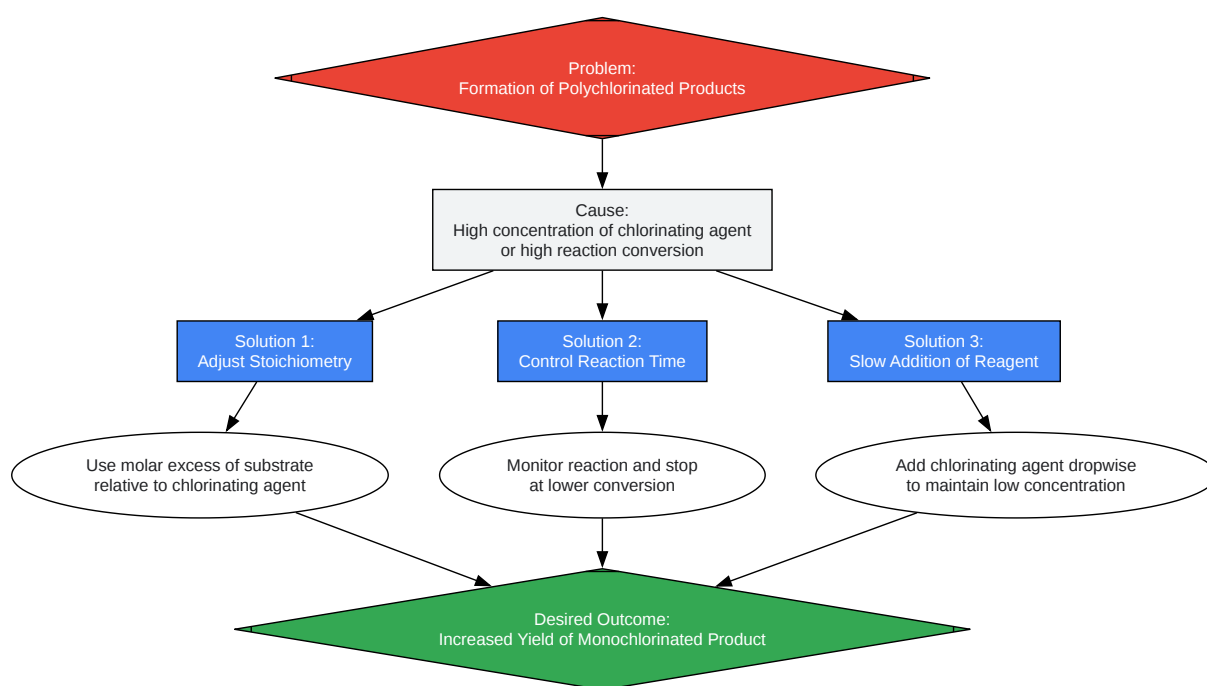 Problem:
Formation of Polychlorinated Products
Cause:
High concentration of chlorinating agent
or high reaction conversion
Solution 1:
Adjust Stoichiometry
Solution 2:
Control Reaction Time
Solution 3:
Slow Addition of Reagent
Use molar excess of substrate
relative to chlorinating agent
Monitor reaction and stop
at lower conversion
Add chlorinating agent dropwise
to maintain low concentration
Desired Outcome:
Increased Yield of Monochlorinated Product